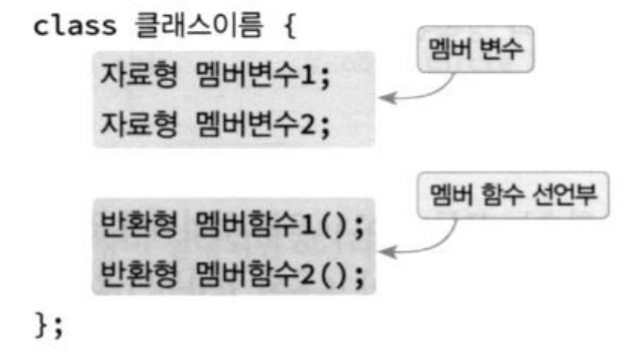 class 클래스이름 {
멤버 변수
자료형 멤버변수1;
자료형 멤버변수2;
멤버 함수 선언부
반환형 멤버함수1();
반환형 멤버함수2();
};